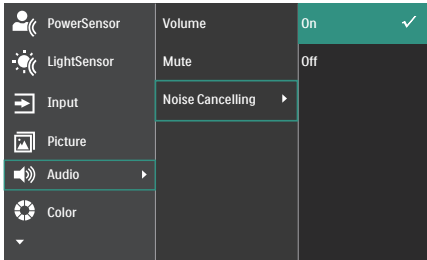 PowerSensor
LightSensor
Input
Picture
Audio
Color
Volume
Mute
Noise Cancelling
On
Off